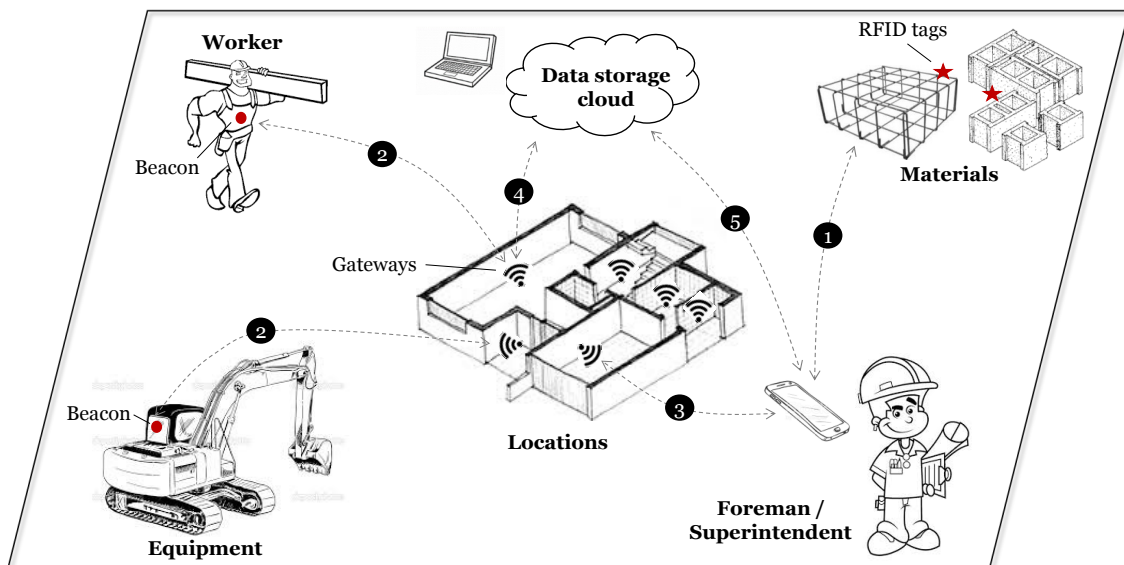 Worker
Beacon
Data storage
cloud
RFID tags
Materials
2
4
5
1
Gateways
2
Beacon
3
Locations
Equipment
Foreman /
Superintendent